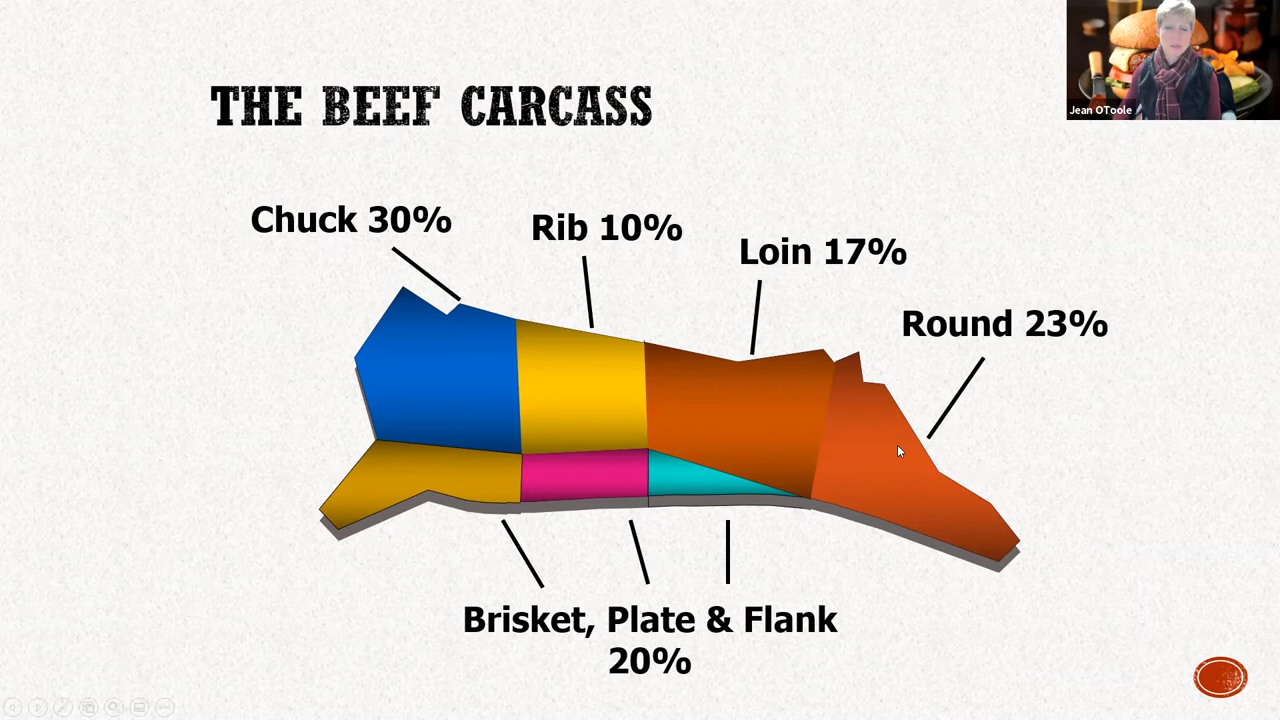 Jean OToole
THE BEEF CARCASS
Chuck 30%
Rib 10%
Loin 17%
Round 23%
Brisket, Plate & Flank
20%